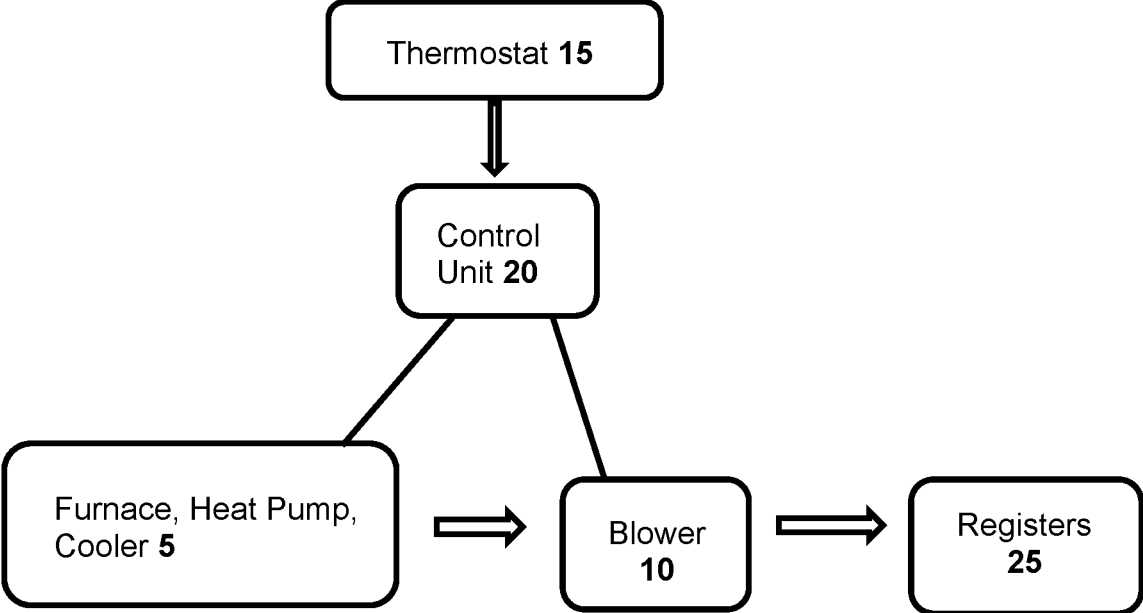 Thermostat 15
Control
Unit 20
Furnace, Heat Pump,
Cooler 5
Blower
10
Registers
25